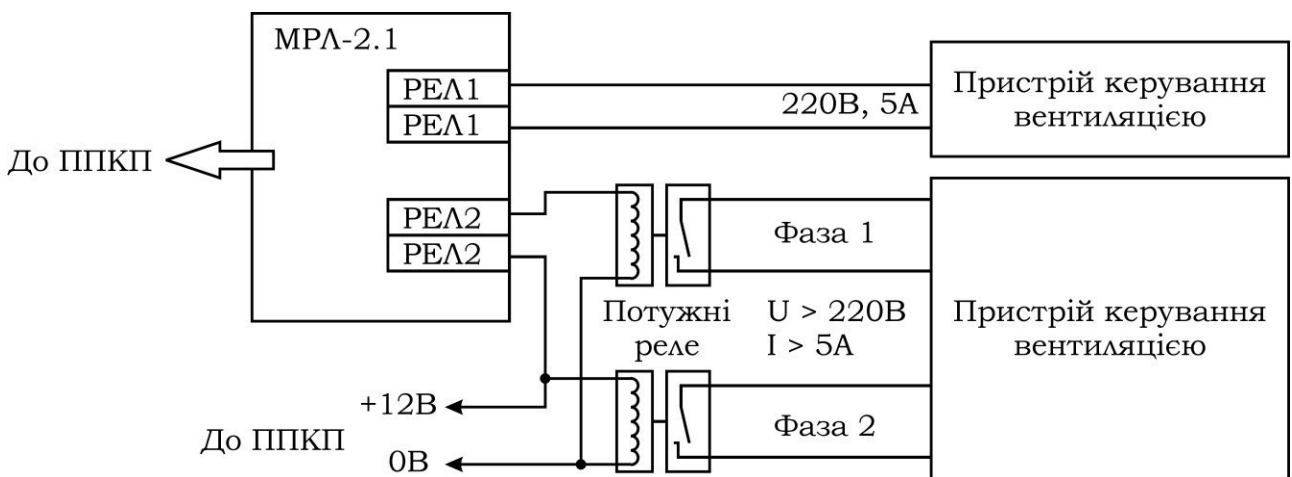 МРЛ-2.1
РЕЛ1
РЕЛ1
220В, 5А
Пристрій керування
вентиляцією
До ППКП
РЕЛ2
РЕЛ2
Фаза 1
Потужні
реле
U > 220В
I > 5А
Пристрій керування
вентиляцією
+12В
До ППКП
0В
Фаза 2